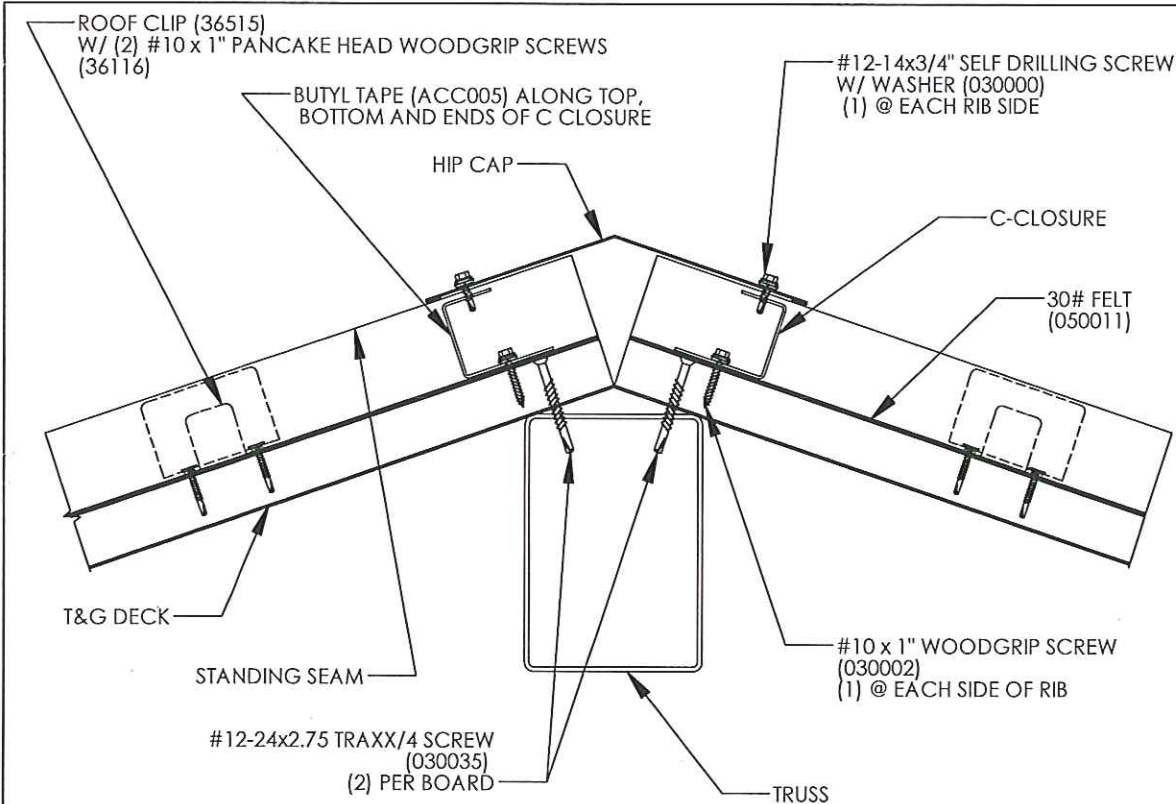 ROOF CLIP (36515)
W/ (2) #10 x 1" PANCAKE HEAD WOODGRIP SCREWS
(36116)
#12-14x3/4" SELF DRILLING SCREW
W/ WASHER (030000)
(1) @ EACH RIB SIDE
BUTYL TAPE (ACC005) ALONG TOP,
BOTTOM AND ENDS OF C CLOSURE
HIP CAP
C-CLOSURE
30# FELT
(050011)
T&G DECK
STANDING SEAM
#10 x 1" WOODGRIP SCREW
(030002)
(1) @ EACH SIDE OF RIB
#12-24x2.75 TRAXX/4 SCREW
(030035)
(2) PER BOARD
TRUSS